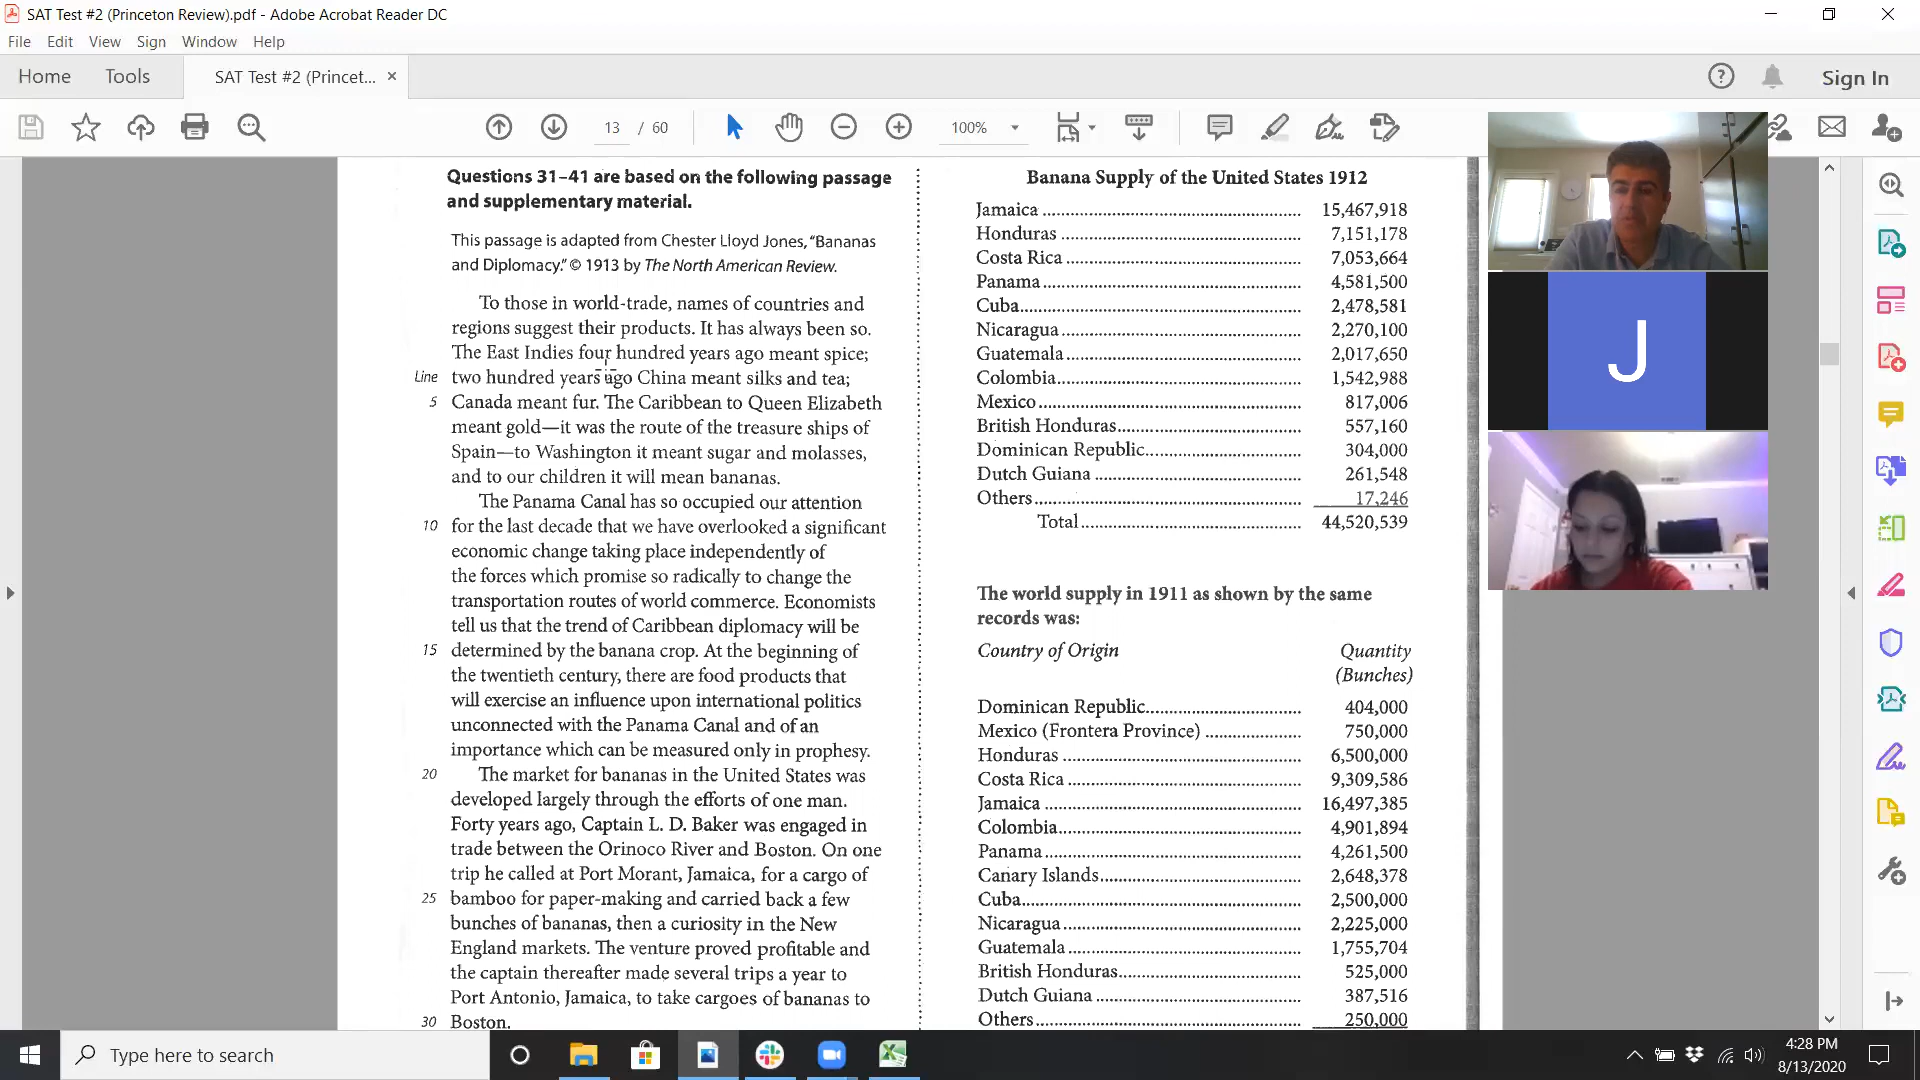 SAT Test #2 (Princeton Review).pdf - Adobe Acrobat Reader DC
File Edit View Sign Window Help
Home Tools SAT Test #2 (Princet... Sign In
13 / 60 100%
Questions 31–41 are based on the following passage
and supplementary material.
This passage is adapted from Chester Lloyd Jones, "Bananas
and Diplomacy." © 1913 by The North American Review.
To those in world-trade, names of countries and
regions suggest their products. It has always been so.
The East Indies four hundred years ago meant spice;
Line two hundred years ago China meant silks and tea;
5 Canada meant fur. The Caribbean to Queen Elizabeth
meant gold—it was the route of the treasure ships of
Spain—to Washington it meant sugar and molasses,
and to our children it will mean bananas.
The Panama Canal has so occupied our attention
10 for the last decade that we have overlooked a significant
economic change taking place independently of
the forces which promise so radically to change the
transportation routes of world commerce. Economists
tell us that the trend of Caribbean diplomacy will be
15 determined by the banana crop. At the beginning of
the twentieth century, there are food products that
will exercise an influence upon international politics
unconnected with the Panama Canal and of an
importance which can be measured only in prophesy.
20 The market for bananas in the United States was
developed largely through the efforts of one man.
Forty years ago, Captain L. D. Baker was engaged in
trade between the Orinoco River and Boston. On one
trip he called at Port Morant, Jamaica, for a cargo of
25 bamboo for paper-making and carried back a few
bunches of bananas, then a curiosity in the New
England markets. The venture proved profitable and
the captain thereafter made several trips a year to
Port Antonio, Jamaica, to take cargoes of bananas to
30 Boston.
Banana Supply of the United States 1912
Jamaica 15,467,918
Honduras 7,151,178
Costa Rica 7,053,664
Panama 4,581,500
Cuba 2,478,581
Nicaragua 2,270,100
Guatemala 2,017,650
Colombia 1,542,988
Mexico 817,006
British Honduras 557,160
Dominican Republic 304,000
Dutch Guiana 261,548
Others 17,246
Total 44,520,539
The world supply in 1911 as shown by the same
records was:
Country of Origin Quantity
(Bunches)
Dominican Republic 404,000
Mexico (Frontera Province) 750,000
Honduras 6,500,000
Costa Rica 9,309,586
Jamaica 16,497,385
Colombia 4,901,894
Panama 4,261,500
Canary Islands 2,648,378
Cuba 2,500,000
Nicaragua 2,225,000
Guatemala 1,755,704
British Honduras 525,000
Dutch Guiana 387,516
Others 250,000
J
Type here to search
4:28 PM
8/13/2020